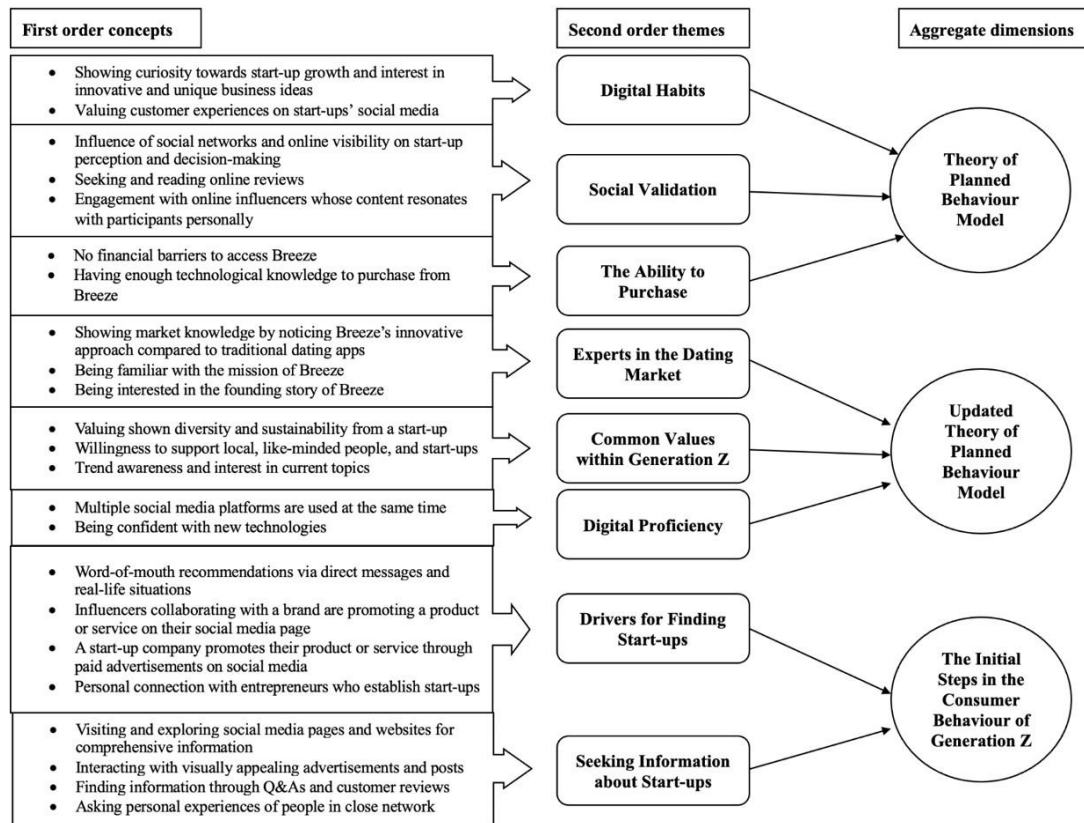 First order concepts
Second order themes
Aggregate dimensions
• Showing curiosity towards start-up growth and interest in
innovative and unique business ideas
• Valuing customer experiences on start-ups' social media
Digital Habits
• Influence of social networks and online visibility on start-up
perception and decision-making
• Seeking and reading online reviews
• Engagement with online influencers whose content resonates
with participants personally
Social Validation
• No financial barriers to access Breeze
• Having enough technological knowledge to purchase from
Breeze
The Ability to
Purchase
Theory of
Planned
Behaviour
Model
• Showing market knowledge by noticing Breeze's innovative
approach compared to traditional dating apps
• Being familiar with the mission of Breeze
• Being interested in the founding story of Breeze
Experts in the Dating
Market
• Valuing shown diversity and sustainability from a start-up
• Willingness to support local, like-minded people, and start-ups
• Trend awareness and interest in current topics
Common Values
within Generation Z
• Multiple social media platforms are used at the same time
• Being confident with new technologies
Digital Proficiency
Updated
Theory of
Planned
Behaviour
Model
• Word-of-mouth recommendations via direct messages and
real-life situations
• Influencers collaborating with a brand are promoting a product
or service on their social media page
• A start-up company promotes their product or service through
paid advertisements on social media
• Personal connection with entrepreneurs who establish start-ups
Drivers for Finding
Start-ups
• Visiting and exploring social media pages and websites for
comprehensive information
• Interacting with visually appealing advertisements and posts
• Finding information through Q&As and customer reviews
• Asking personal experiences of people in close network
Seeking Information
about Start-ups
The Initial
Steps in the
Consumer
Behaviour of
Generation Z